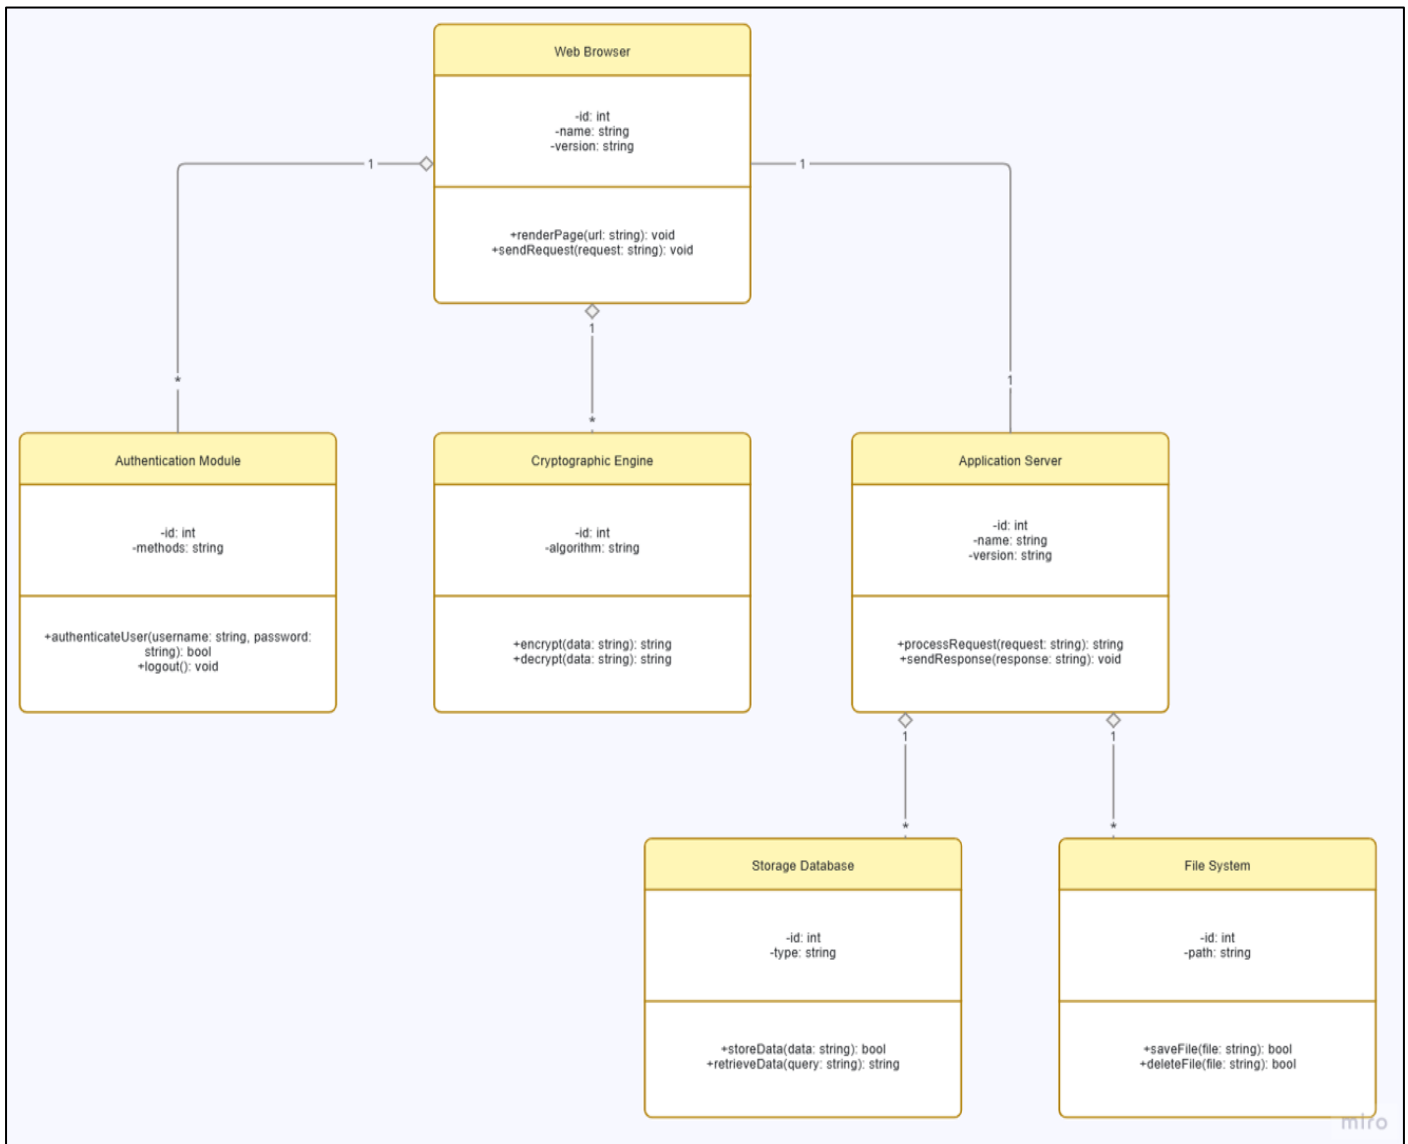 Web Browser
-id: int
-name: string
-version: string
+renderPage(url: string): void
+sendRequest(request: string): void
1
1
1
*
*
1
Authentication Module
-id: int
-methods: string
+authenticateUser(username: string, password:
string): bool
+logout(): void
Cryptographic Engine
-id: int
-algorithm: string
+encrypt(data: string): string
+decrypt(data: string): string
Application Server
-id: int
-name: string
-version: string
+processRequest(request: string): string
+sendResponse(response: string): void
1
1
*
*
Storage Database
-id: int
-type: string
+storeData(data: string): bool
+retrieveData(query: string): string
File System
-id: int
-path: string
+saveFile(file: string): bool
+deleteFile(file: string): bool
miro